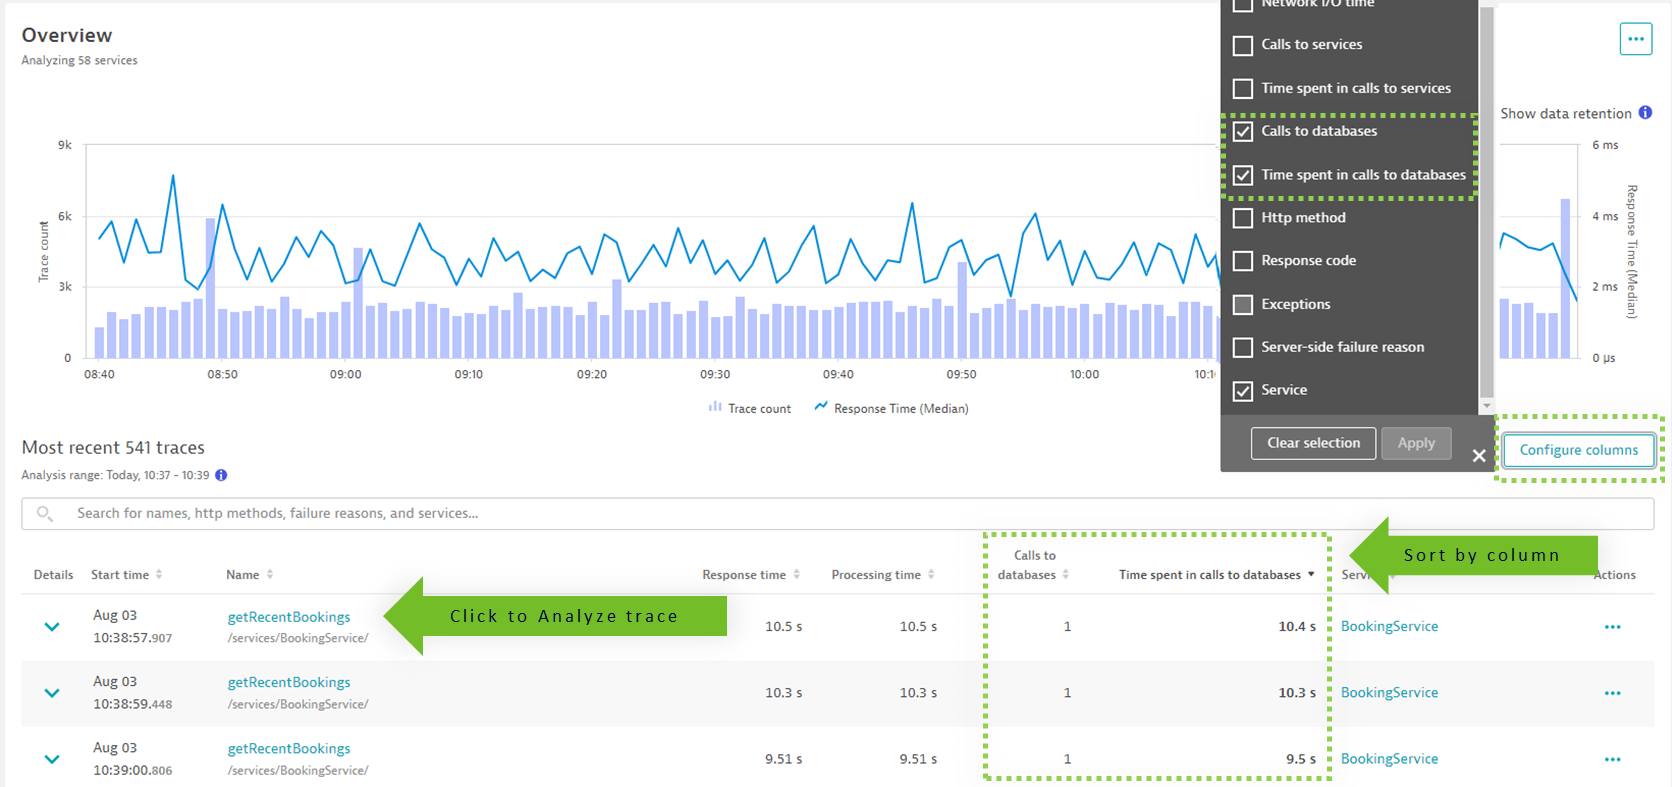 Overview
Analyzing 58 services
Network I/O time
Calls to services
Time spent in calls to services
Calls to databases
Time spent in calls to databases
Http method
Response code
Exceptions
Server-side failure reason
Service
Clear selection
Apply
Show data retention
9k
6k
3k
0
Trace count
6 ms
4 ms
2 ms
0 µs
Response Time (Median)
08:40 08:50 09:00 09:10 09:20 09:30 09:40 09:50 10:00
Trace count Response Time (Median)
Configure columns
Most recent 541 traces
Analysis range: Today, 10:37 - 10:39
Search for names, http methods, failure reasons, and services...
Sort by column
Details Start time Name Response time Processing time Calls to
databases Time spent in calls to databases Actions
Click to Analyze trace
Aug 03 getRecentBookings
10:38:57.907 /services/BookingService/ 10.5 s 10.5 s 1 10.4 s BookingService
Aug 03 getRecentBookings
10:38:59.448 /services/BookingService/ 10.3 s 10.3 s 1 10.3 s BookingService
Aug 03 getRecentBookings
10:39:00.806 /services/BookingService/ 9.51 s 9.51 s 1 9.5 s BookingService